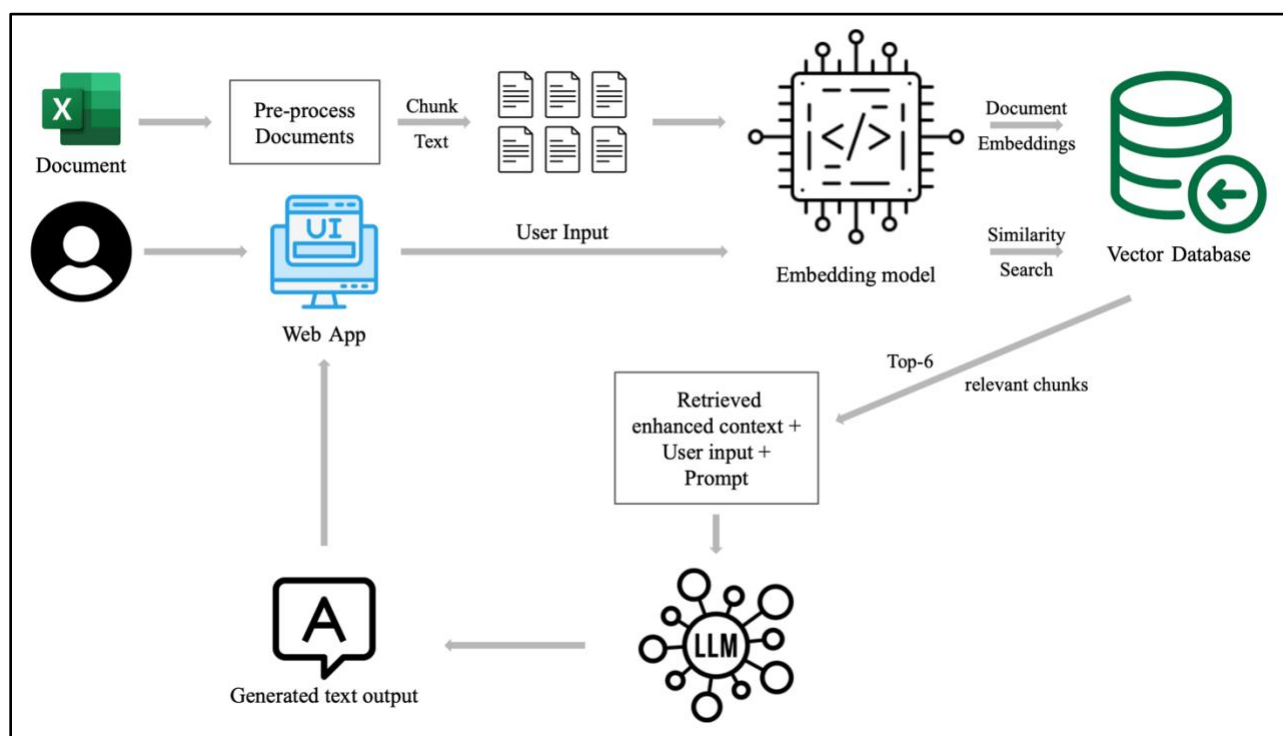 X
Document
Pre-process
Documents
Chunk
Text
</>
Document
Embeddings
UI
Web App
User Input
Embedding model
Similarity
Search
Vector Database
Top-6
relevant chunks
Retrieved
enhanced context +
User input +
Prompt
LLM
A
Generated text output